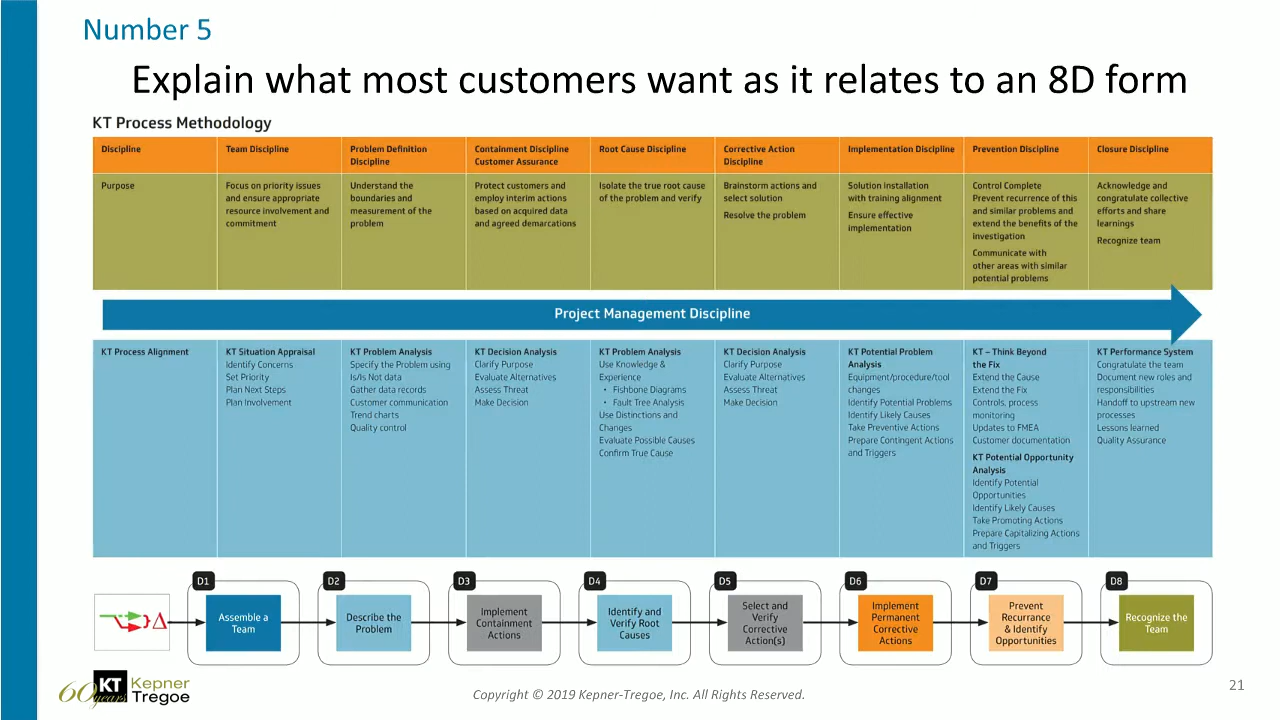 Number 5
Explain what most customers want as it relates to an 8D form
KT Process Methodology
Discipline
Team Discipline
Problem Definition
Discipline
Containment Discipline
Customer Assurance
Root Cause Discipline
Corrective Action
Discipline
Implementation Discipline
Prevention Discipline
Closure Discipline
Purpose
Focus on priority issues
and ensure appropriate
resource involvement and
commitment
Understand the
boundaries and
measurement of the
problem
Protect customers and
employ interim actions
based on acquired data
and agreed demarcations
Isolate the true root cause
of the problem and verify
Brainstorm actions and
select solution
Resolve the problem
Solution installation
with training alignment
Ensure effective
implementation
Control Complete
Prevent recurrence of this
and similar problems and
extend the benefits of the
investigation
Communicate with
other areas with similar
potential problems
Acknowledge and
congratulate collective
efforts and share
learnings
Recognize team
Project Management Discipline
KT Process Alignment
KT Situation Appraisal
Identify Concerns
Set Priority
Plan Next Steps
Plan Involvement
KT Problem Analysis
Specify the Problem using
Is/Is Not data
Gather data records
Customer communication
Trend charts
Quality control
KT Decision Analysis
Clarify Purpose
Evaluate Alternatives
Assess Threat
Make Decision
KT Problem Analysis
Use Knowledge &
Experience
• Fishbone Diagrams
• Fault Tree Analysis
Use Distinctions and
Changes
Evaluate Possible Causes
Confirm True Cause
KT Decision Analysis
Clarify Purpose
Evaluate Alternatives
Assess Threat
Make Decision
KT Potential Problem
Analysis
Equipment/procedure/tool
changes
Identify Potential Problems
Identify Likely Causes
Take Preventive Actions
Prepare Contingent Actions
and Triggers
KT – Think Beyond
the Fix
Extend the Cause
Extend the Fix
Controls, process
monitoring
Updates to FMEA
Customer documentation
KT Potential Opportunity
Analysis
Identify Potential
Opportunities
Identify Likely Causes
Take Promoting Actions
Prepare Capitalizing Actions
and Triggers
KT Performance System
Congratulate the team
Document new roles and
responsibilities
Handoff to upstream new
processes
Lessons learned
Quality Assurance
Δ
D1
Assemble a
Team
D2
Describe the
Problem
D3
Implement
Containment
Actions
D4
Identify and
Verify Root
Causes
D5
Select and
Verify
Corrective
Action(s)
D6
Implement
Permanent
Corrective
Actions
D7
Prevent
Recurrance
& Identify
Opportunities
D8
Recognize the
Team
60 years
KT
Kepner
Tregoe
Copyright © 2019 Kepner-Tregoe, Inc. All Rights Reserved.
21